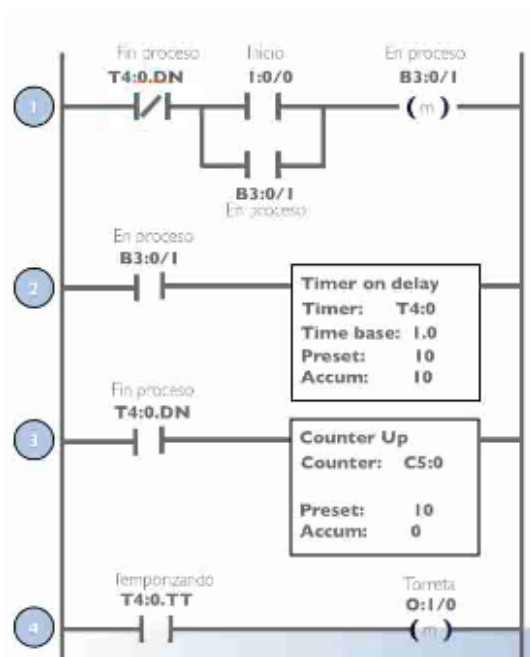 Fin proceso
T4:0.DN
Inicio
I:0/0
En proceso
B3:0/1
1
(m)
B3:0/1
En proceso
En proceso
B3:0/1
2
Timer on delay
Timer: T4:0
Time base: 1.0
Preset: 10
Accum: 10
Fin proceso
T4:0.DN
3
Counter Up
Counter: C5:0
Preset: 10
Accum: 0
Temporizando
T4:0.TT
Torreta
O:1/0
4
(m)